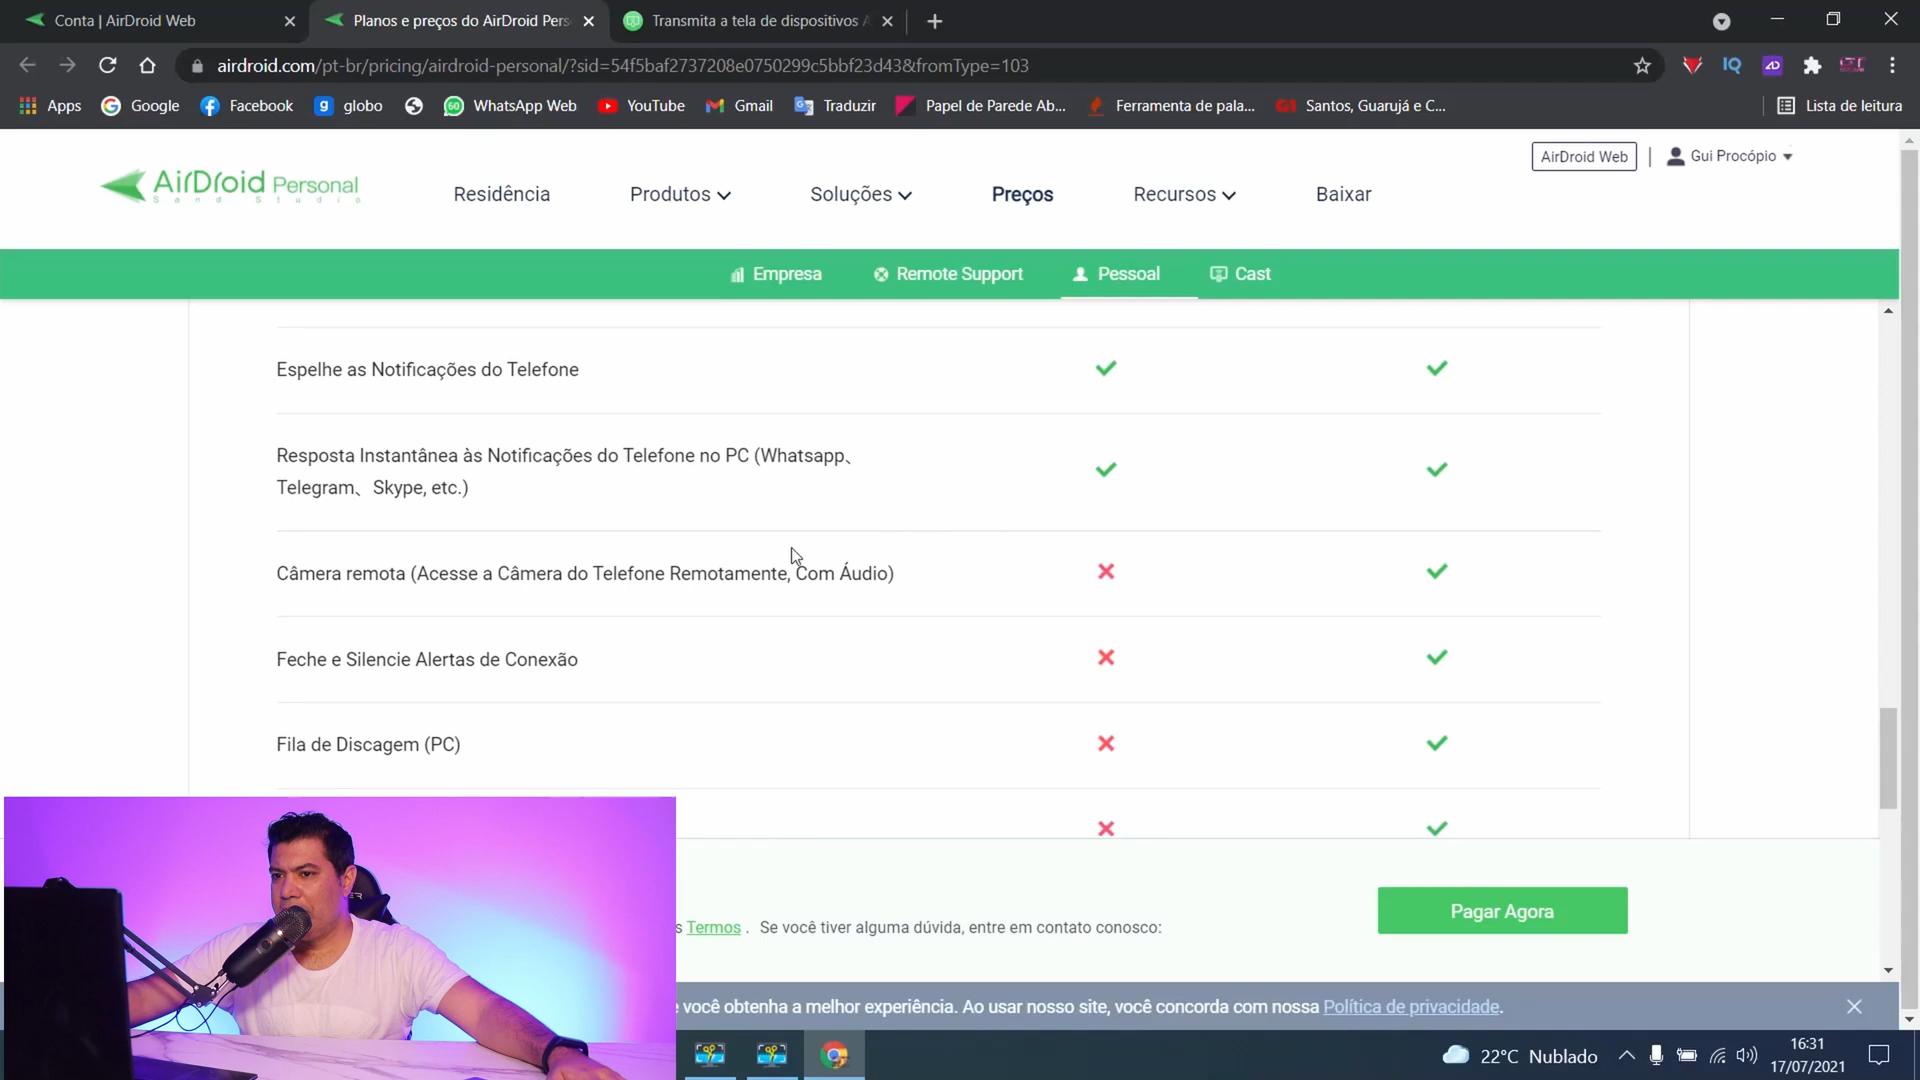 Conta | AirDroid Web
Planos e preços do AirDroid Pers
Transmita a tela de dispositivos A
airdroid.com/pt-br/pricing/airdroid-personal/?sid=54f5baf2737208e0750299c5bbf23d43&fromType=103
IQ
Apps
Google
Facebook
globo
WhatsApp Web
YouTube
Gmail
Traduzir
Papel de Parede Ab...
Ferramenta de pala...
Santos, Guarujá e C...
Lista de leitura
AirDroid Web
Gui Procópio
AirDroid Personal
Sand Studio
Residência
Produtos
Soluções
Preços
Recursos
Baixar
Empresa
Remote Support
Pessoal
Cast
Espelhe as Notificações do Telefone
Resposta Instantânea às Notificações do Telefone no PC (Whatsapp、
Telegram、Skype, etc.)
Câmera remota (Acesse a Câmera do Telefone Remotamente, Com Áudio)
Feche e Silencie Alertas de Conexão
Fila de Discagem (PC)
s Termos . Se você tiver alguma dúvida, entre em contato conosco:
Pagar Agora
e você obtenha a melhor experiência. Ao usar nosso site, você concorda com nossa Política de privacidade.
22°C Nublado
16:31
17/07/2021